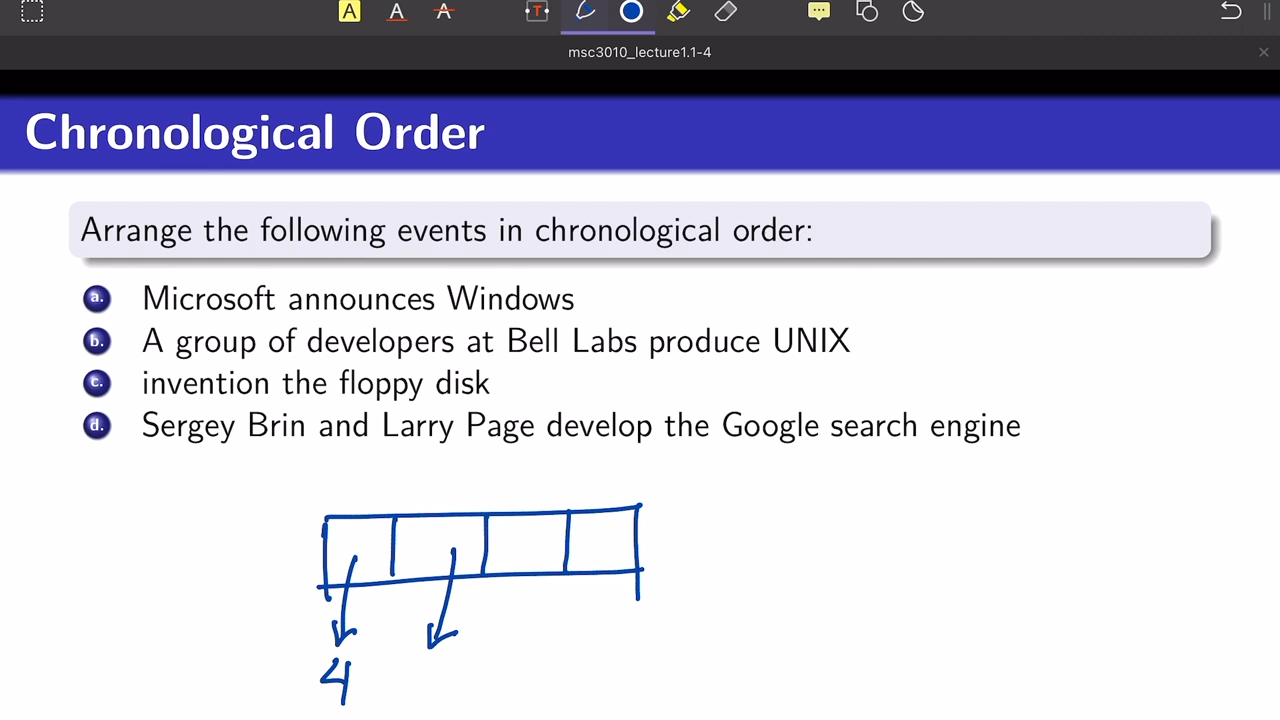 A A A T
msc3010_lecture1.1-4
Chronological Order
Arrange the following events in chronological order:
a. Microsoft announces Windows
b. A group of developers at Bell Labs produce UNIX
c. invention the floppy disk
d. Sergey Brin and Larry Page develop the Google search engine
4